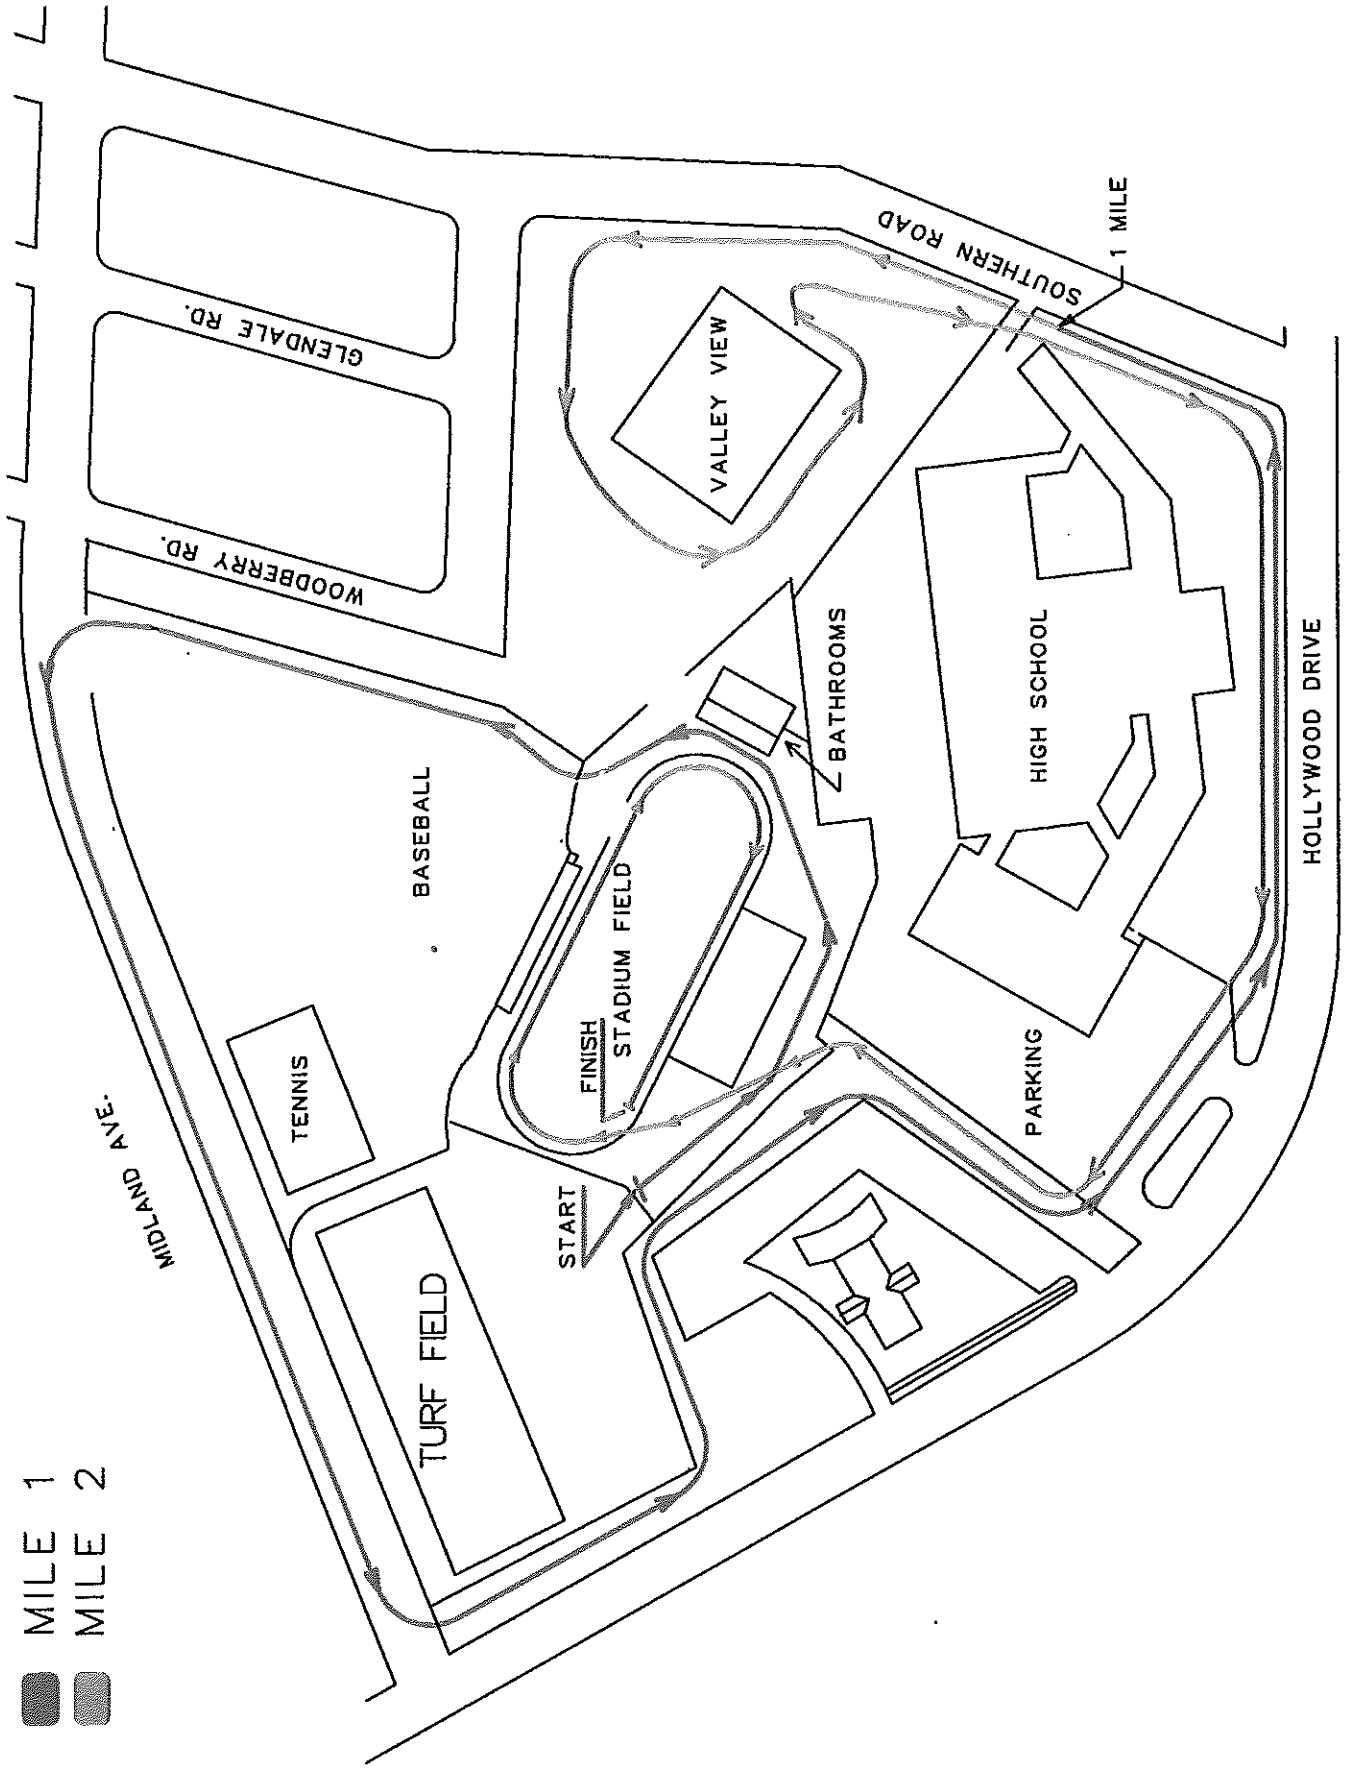 MILE 1
MILE 2
MIDLAND AVE.
WOODBERRY RD.
GLENDALE RD.
TENNIS
BASEBALL
TURF FIELD
START
FINISH
STADIUM FIELD
VALLEY VIEW
BATHROOMS
SOUTHERN ROAD
1 MILE
PARKING
HIGH SCHOOL
HOLLYWOOD DRIVE